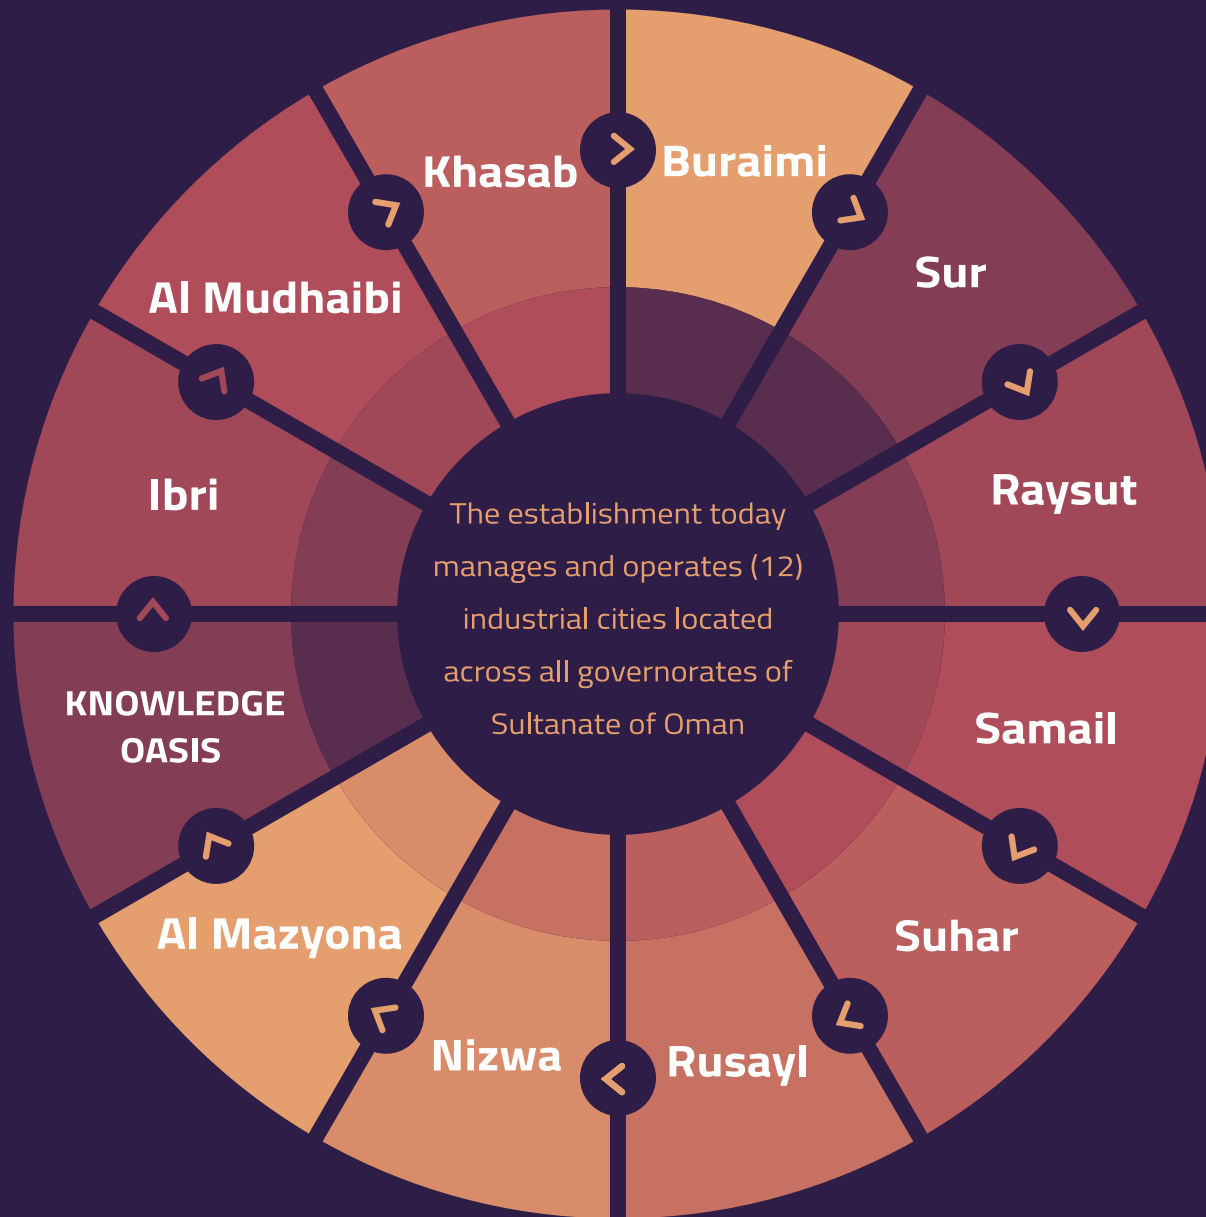 Khasab
Buraimi
Sur
Raysut
Samail
Suhar
Rusayl
Nizwa
Al Mazyona
KNOWLEDGE
OASIS
Ibri
Al Mudhaibi
The establishment today
manages and operates (12)
industrial cities located
across all governorates of
Sultanate of Oman